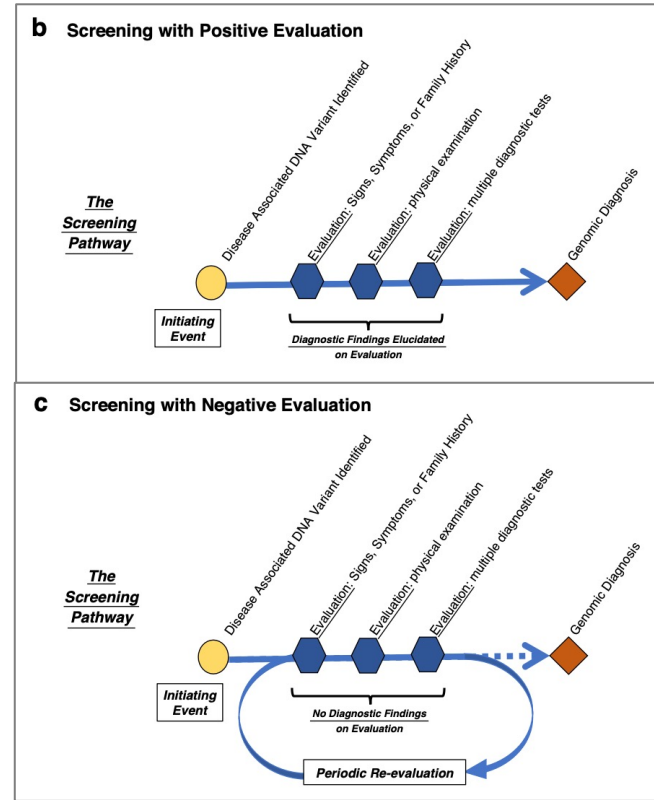 b Screening with Positive Evaluation
Disease Associated DNA Variant Identified
Evaluation: Signs, Symptoms, or Family History
Evaluation: physical examination
Evaluation: multiple diagnostic tests
Genomic Diagnosis
The
Screening
Pathway
Initiating
Event
Diagnostic Findings Elucidated
on Evaluation
c Screening with Negative Evaluation
Disease Associated DNA Variant Identified
Evaluation: Signs, Symptoms, or Family History
Evaluation: physical examination
Evaluation: multiple diagnostic tests
Genomic Diagnosis
The
Screening
Pathway
Initiating
Event
No Diagnostic Findings
on Evaluation
Periodic Re-evaluation